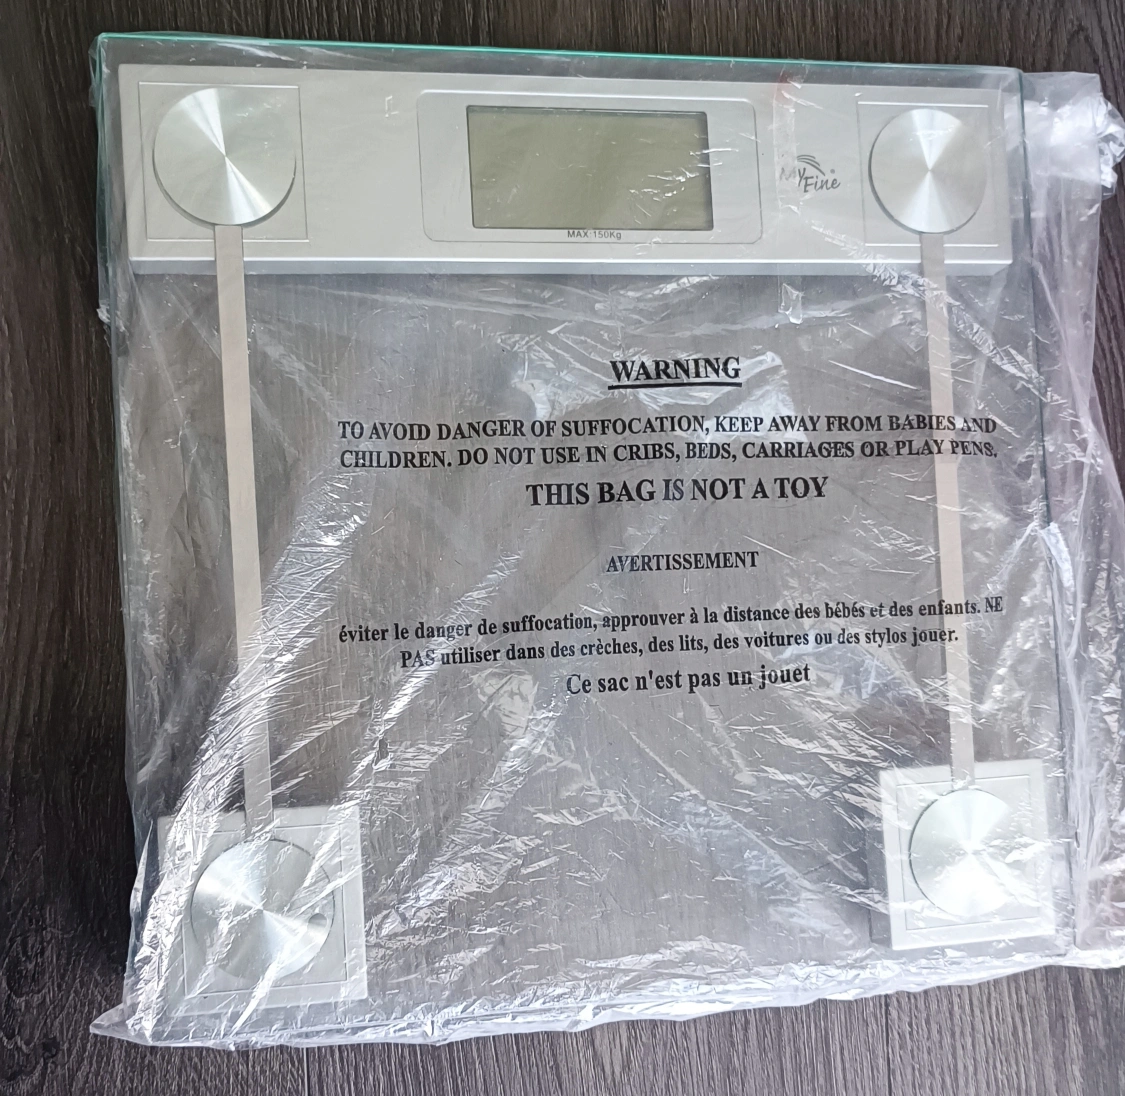 MyFine
MAX:150Kg
WARNING
TO AVOID DANGER OF SUFFOCATION, KEEP AWAY FROM BABIES AND
CHILDREN. DO NOT USE IN CRIBS, BEDS, CARRIAGES OR PLAY PENS.
THIS BAG IS NOT A TOY
AVERTISSEMENT
éviter le danger de suffocation, approuver à la distance des bébés et des enfants. NE
PAS utiliser dans des crèches, des lits, des voitures ou des stylos jouer.
Ce sac n'est pas un jouet